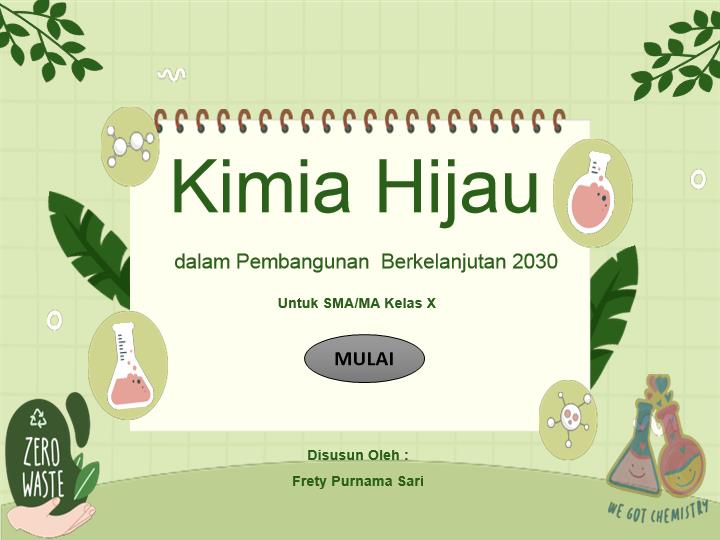 Kimia Hijau
dalam Pembangunan  Berkelanjutan 2030
Untuk SMA/MA Kelas X
MULAI
Disusun Oleh :
Frety Purnama Sari
ZERO
WASTE
WE GOT CHEMISTRY